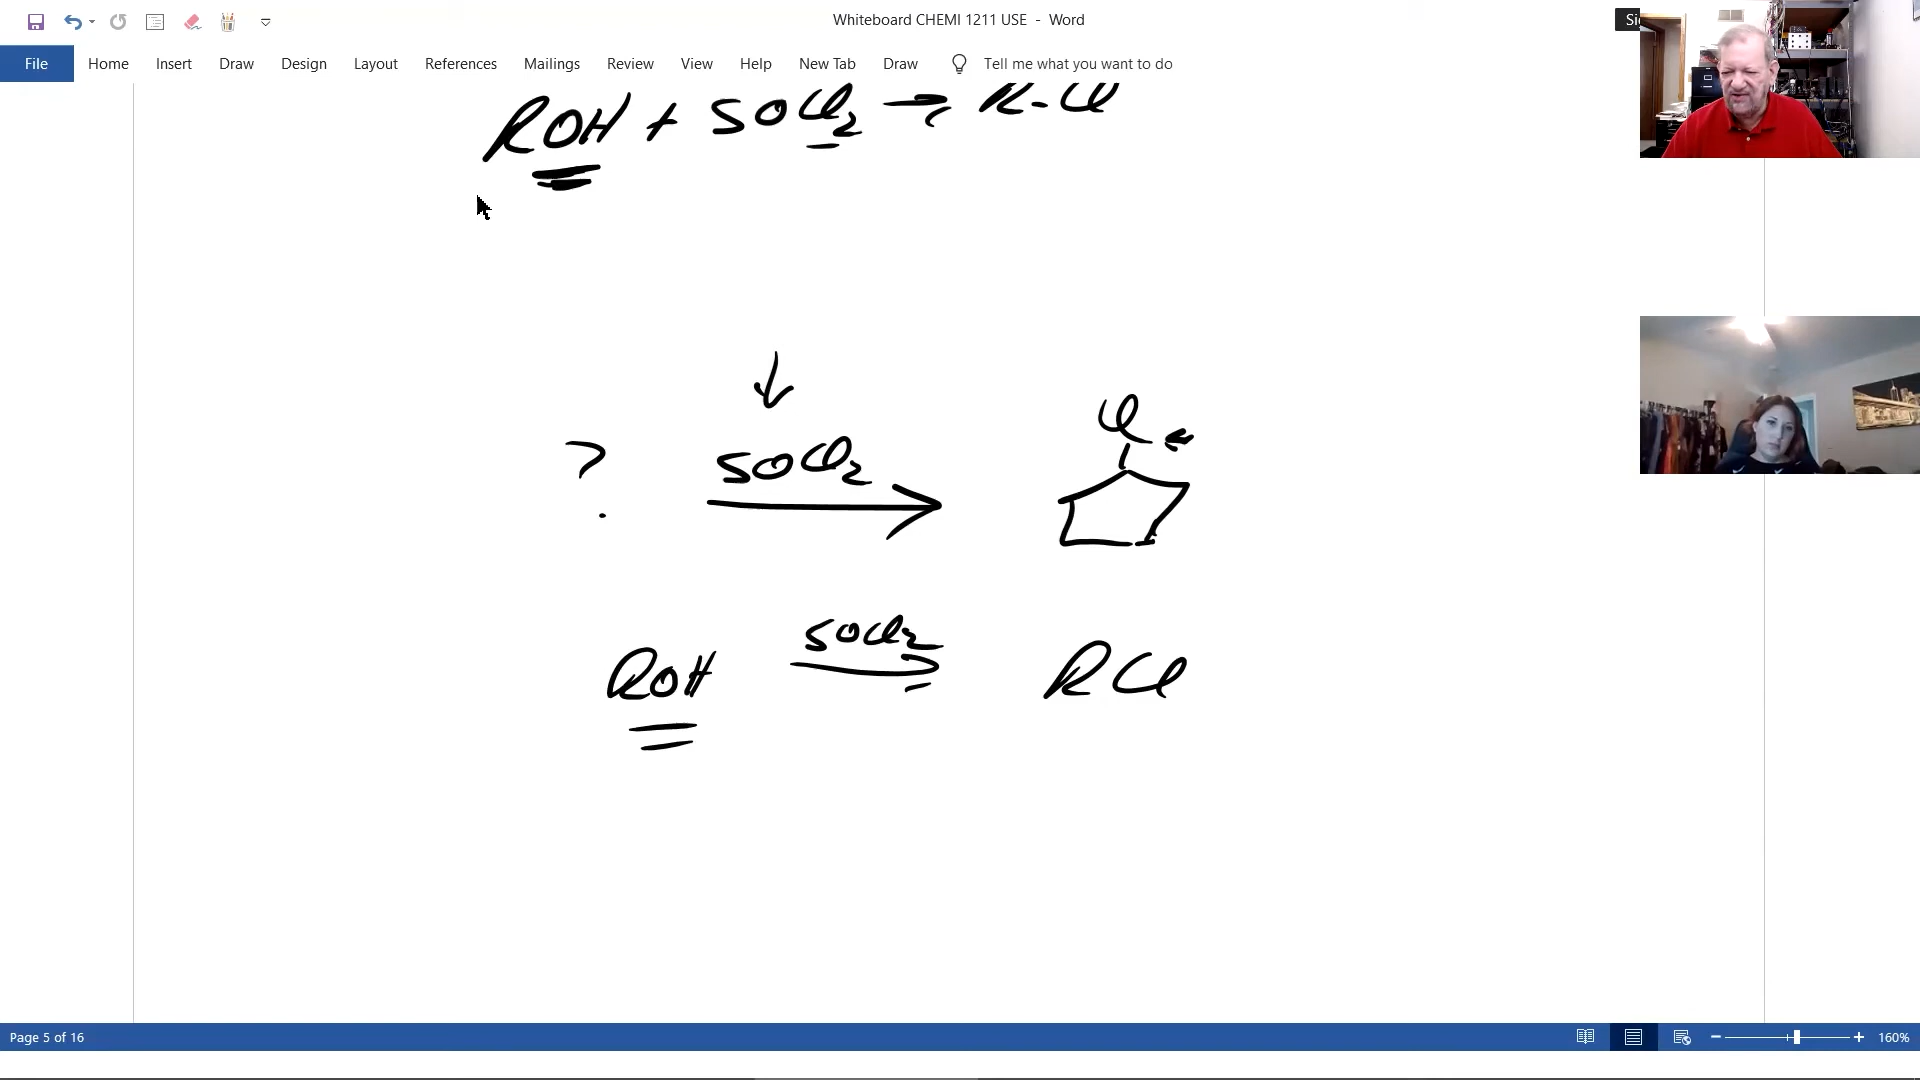 Whiteboard CHEMI 1211 USE - Word
File Home Insert Draw Design Layout References Mailings Review View Help New Tab Draw Tell me what you want to do
ROH + SOCl2 → R-Cl
Cl
? SOCl2
ROH SOCl2 RCl
Page 5 of 16 160%